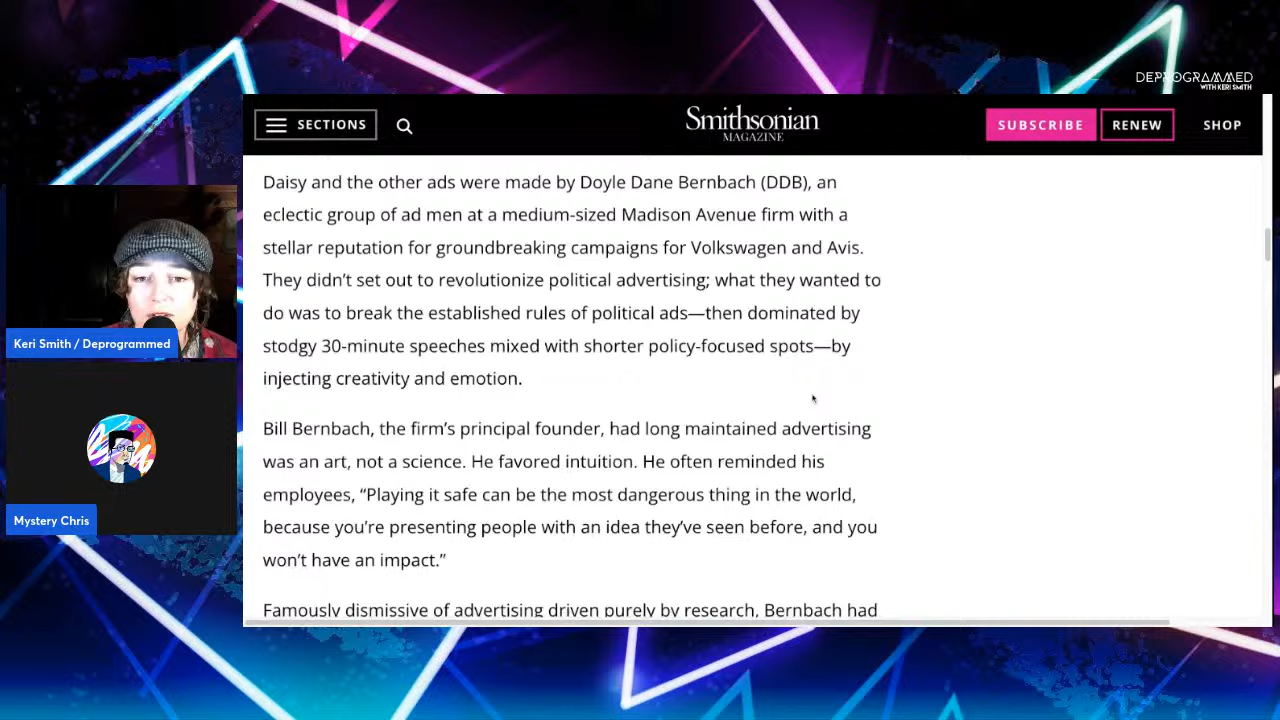 DEPROGRAMMED
WITH KERI SMITH
SECTIONS
Smithsonian
MAGAZINE
SUBSCRIBE
RENEW
SHOP
Daisy and the other ads were made by Doyle Dane Bernbach (DDB), an
eclectic group of ad men at a medium-sized Madison Avenue firm with a
stellar reputation for groundbreaking campaigns for Volkswagen and Avis.
They didn’t set out to revolutionize political advertising; what they wanted to
do was to break the established rules of political ads—then dominated by
stodgy 30-minute speeches mixed with shorter policy-focused spots—by
injecting creativity and emotion.
Bill Bernbach, the firm’s principal founder, had long maintained advertising
was an art, not a science. He favored intuition. He often reminded his
employees, “Playing it safe can be the most dangerous thing in the world,
because you’re presenting people with an idea they’ve seen before, and you
won’t have an impact.”
Famously dismissive of advertising driven purely by research, Bernbach had
Keri Smith / Deprogrammed
Mystery Chris